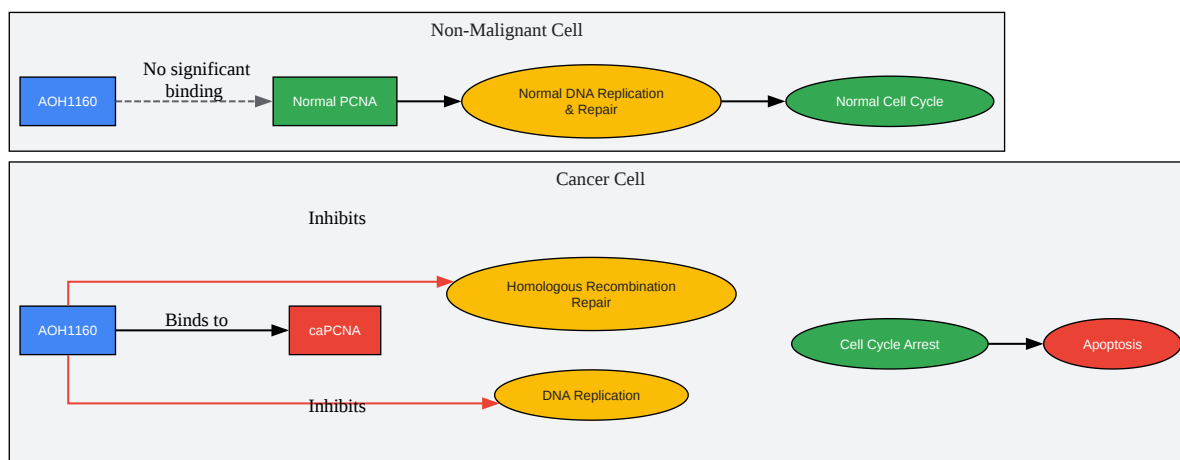 Non-Malignant Cell
AOH1160
No significant
binding
Normal PCNA
Normal DNA Replication
& Repair
Normal Cell Cycle
Cancer Cell
Inhibits
Homologous Recombination
Repair
AOH1160
Binds to
caPCNA
Cell Cycle Arrest
Apoptosis
DNA Replication
Inhibits